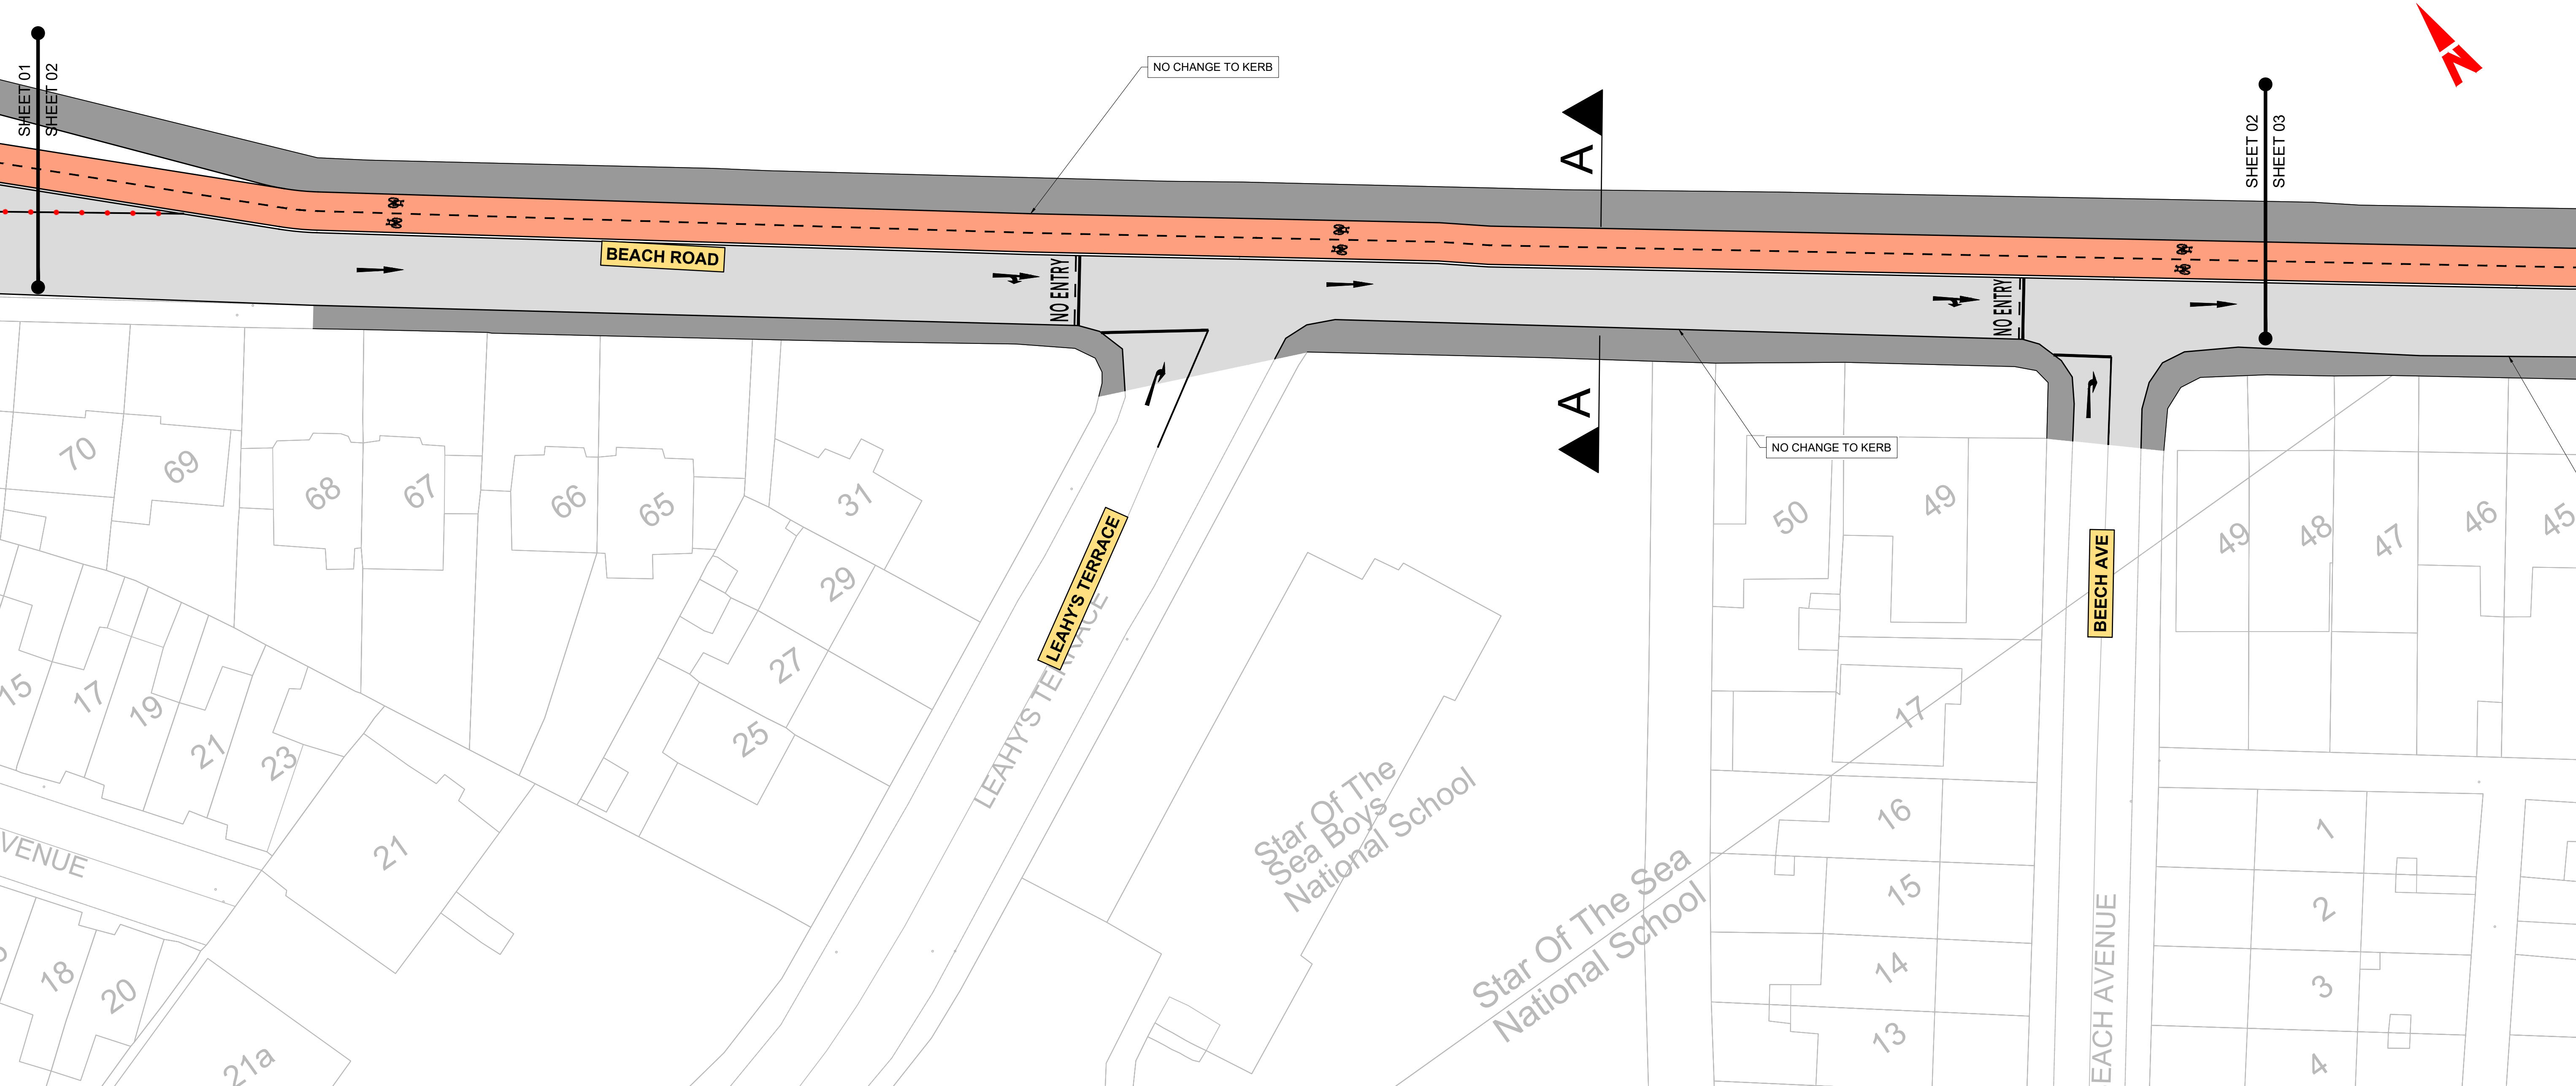 SHEET 01
SHEET 02
NO CHANGE TO KERB
A
SHEET 02
SHEET 03
N
BEACH ROAD
NO ENTRY
NO ENTRY
A
NO CHANGE TO KERB
70
69
68
67
66
65
31
50
49
49
48
47
46
45
29
27
25
LEAHY'S TERRACE
LEAHY'S TERRACE
BEECH AVE
15
17
19
21
23
17
21
VENUE
18
20
21a
Star Of The
Sea Boys
National School
Star Of The Sea
National School
16
15
14
13
EACH AVENUE
1
2
3
4